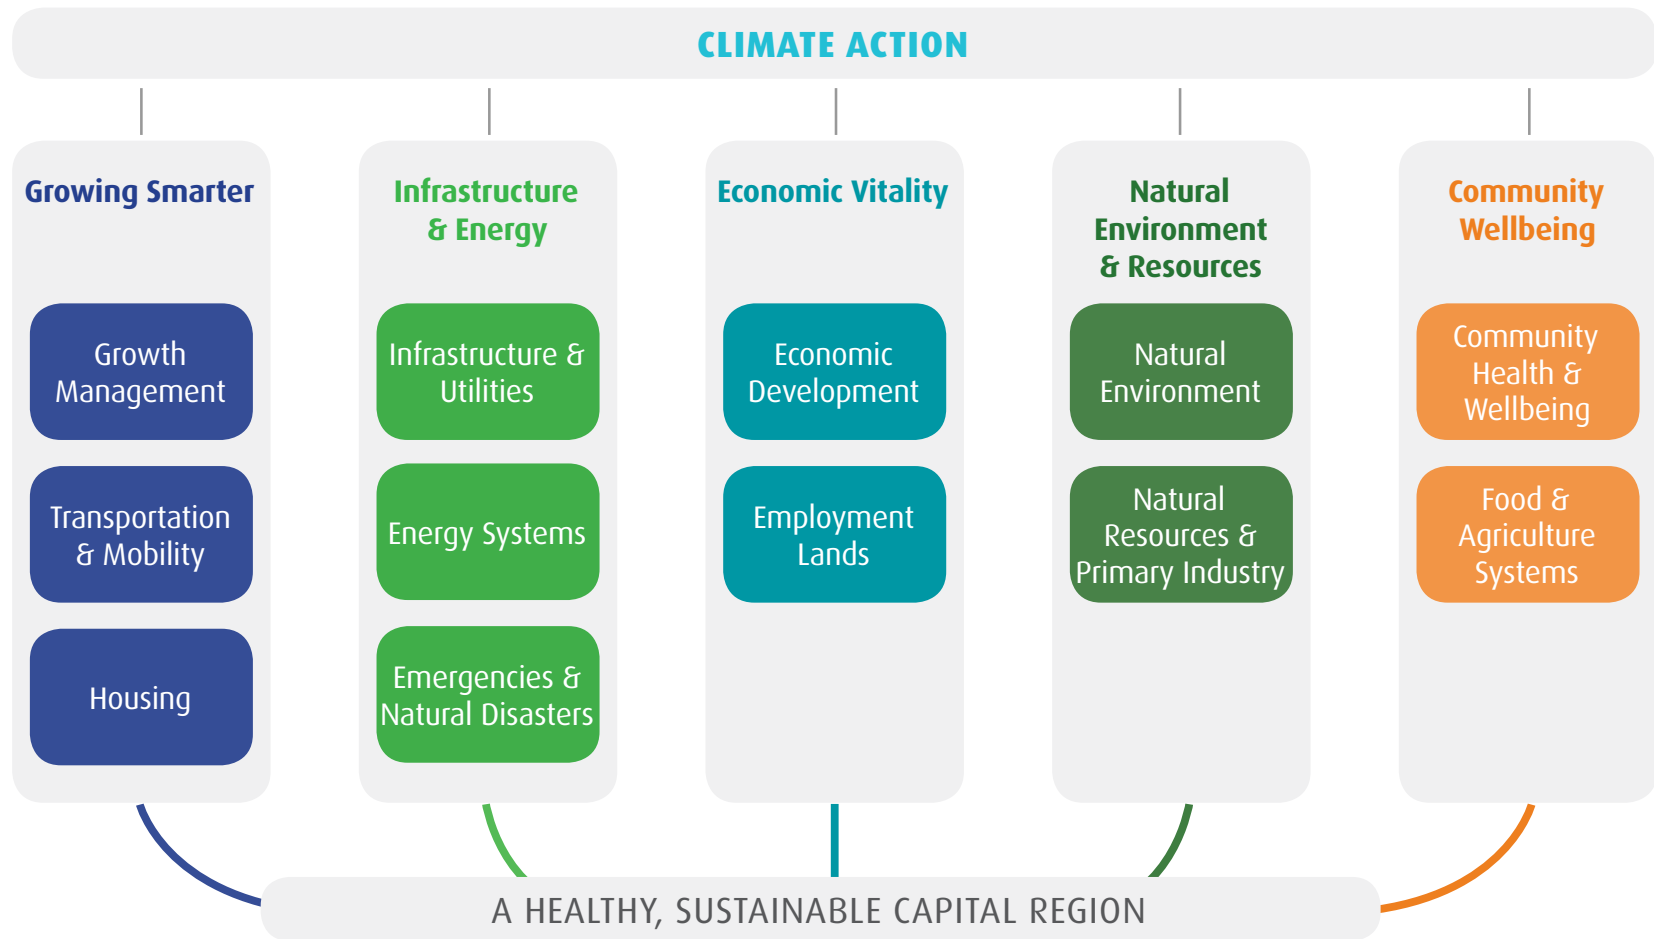 CLIMATE ACTION
Growing Smarter
Growth
Management
Transportation
& Mobility
Housing
Infrastructure
& Energy
Infrastructure &
Utilities
Energy Systems
Emergencies &
Natural Disasters
Economic Vitality
Economic
Development
Employment
Lands
Natural
Environment
& Resources
Natural
Environment
Natural
Resources &
Primary Industry
Community
Wellbeing
Community
Health &
Wellbeing
Food &
Agriculture
Systems
A HEALTHY, SUSTAINABLE CAPITAL REGION